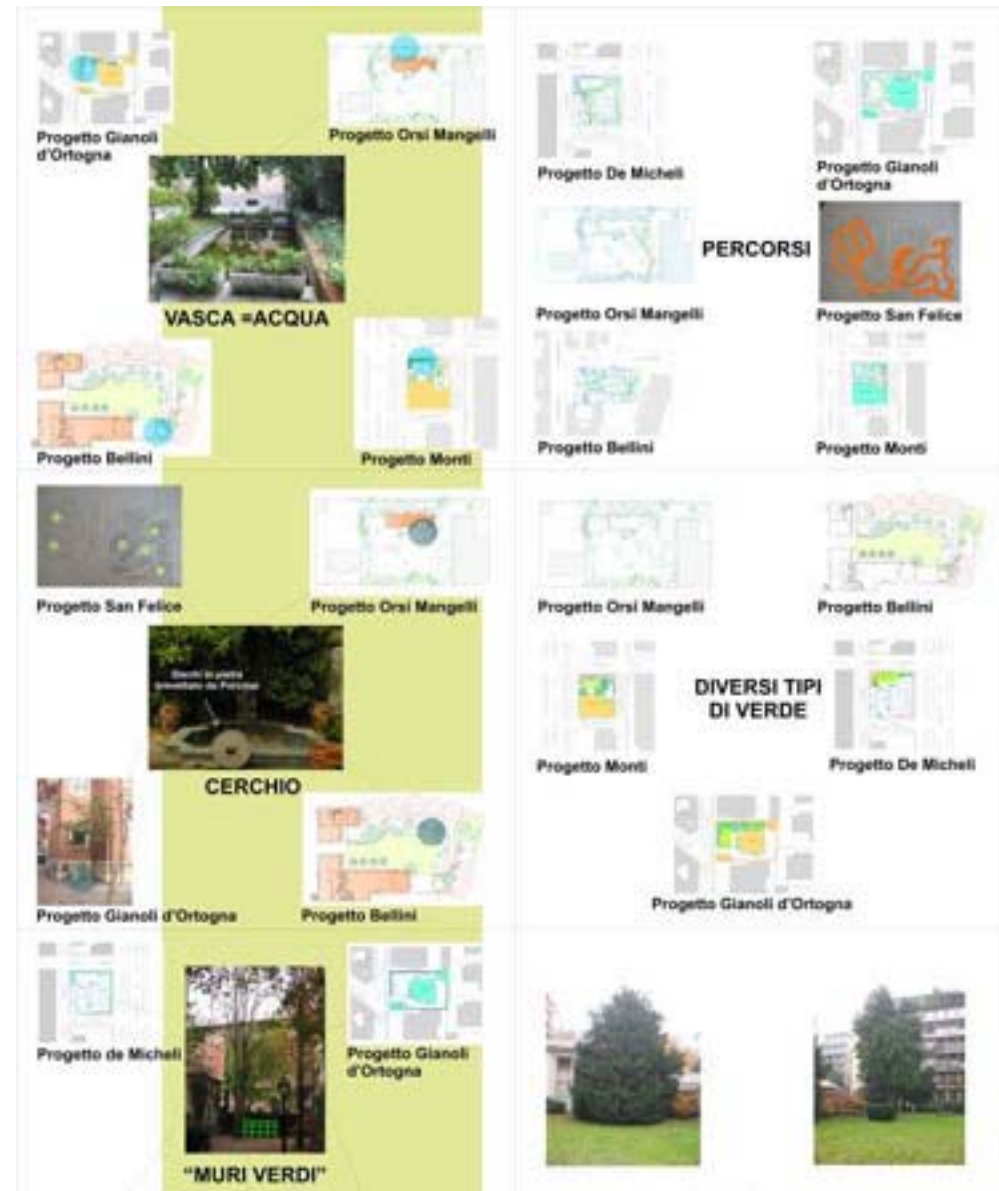 Progetto Gianoli
d'Ortogna
Progetto Orsi Mangelli
VASCA =ACQUA
Progetto Bellini
Progetto Monti
Progetto De Micheli
Progetto Gianoli
d'Ortogna
PERCORSI
Progetto Orsi Mangelli
Progetto San Felice
Progetto Bellini
Progetto Monti
Progetto San Felice
Progetto Orsi Mangelli
in pietra
CERCHIO
Progetto Gianoli d'Ortogna
Progetto Bellini
Progetto Orsi Mangelli
Progetto Bellini
DIVERSI TIPI
DI VERDE
Progetto Monti
Progetto De Micheli
Progetto Gianoli d'Ortogna
Progetto de Micheli
Progetto Gianoli
d'Ortogna
“MURI VERDI”